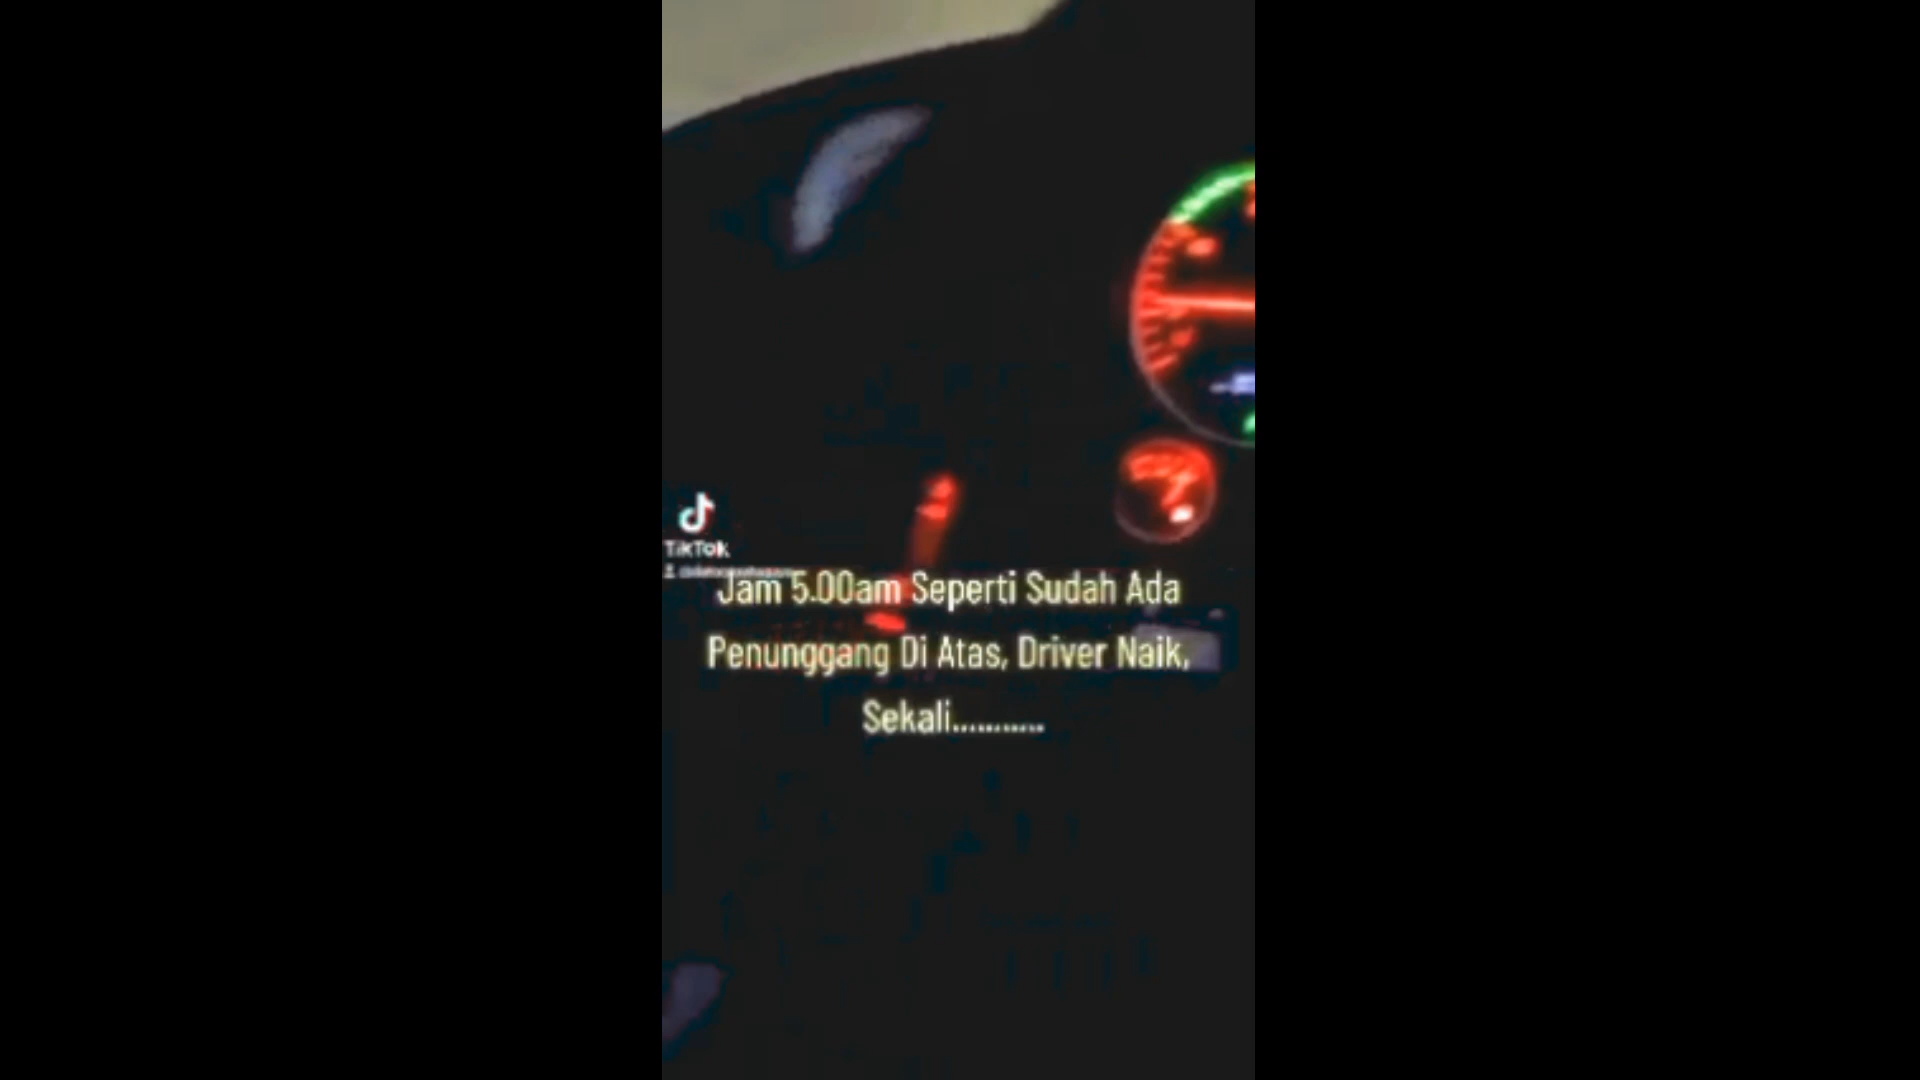 TikTok
Jam 5.00am Seperti Sudah Ada
Penunggang Di Atas, Driver Naik,
Sekali...........